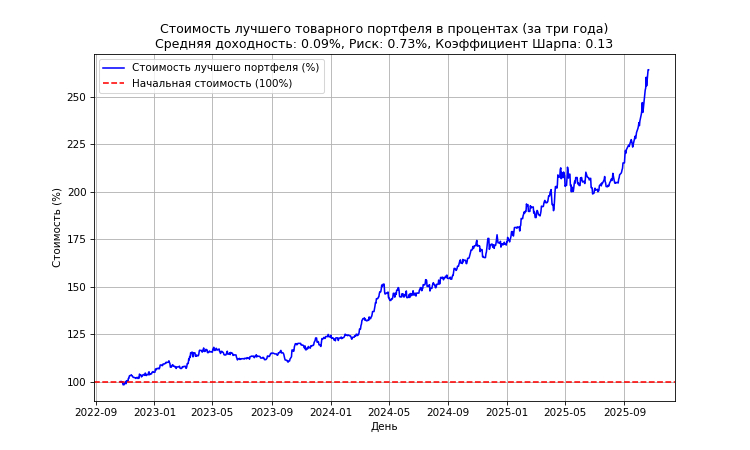 Стоимость лучшего товарного портфеля в процентах (за три года)
Средняя доходность: 0.09%, Риск: 0.73%, Коэффициент Шарпа: 0.13
Стоимость лучшего портфеля (%)
Начальная стоимость (100%)
Стоимость (%)
250
225
200
175
150
125
100
2022-09 2023-01 2023-05 2023-09 2024-01 2024-05 2024-09 2025-01 2025-05 2025-09
День